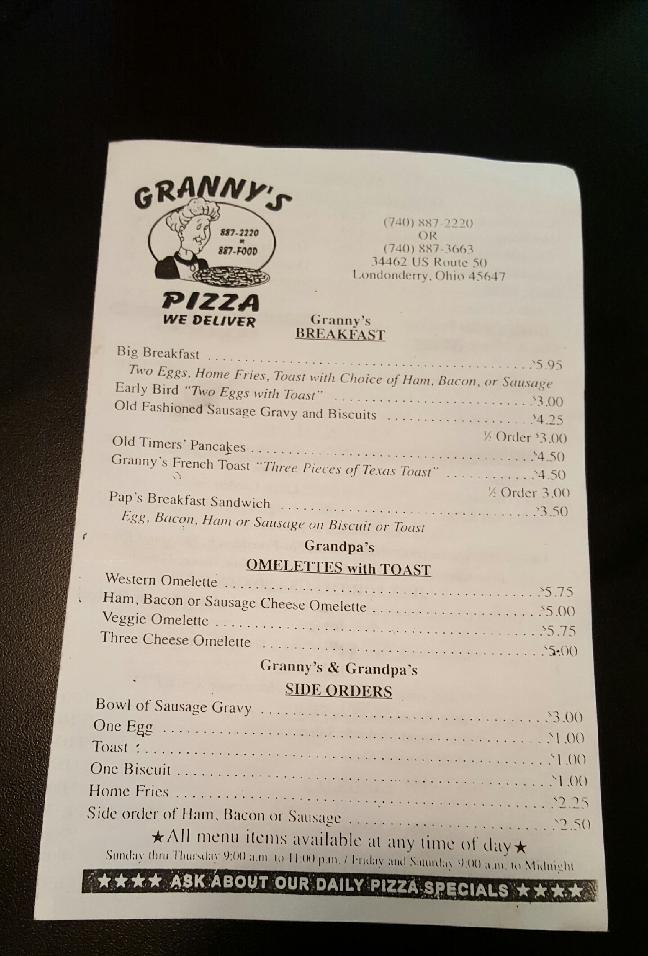 GRANNY'S
887-2220
887-FOOD
PIZZA
WE DELIVER
(740) 887-2220
OR
(740) 887-3663
34462 US Route 50
Londonderry, Ohio 45647
Granny's
BREAKFAST
Big Breakfast ........................................ $5.95
Two Eggs, Home Fries, Toast with Choice of Ham, Bacon, or Sausage
Early Bird "Two Eggs with Toast" ........................ $3.00
Old Fashioned Sausage Gravy and Biscuits .................. $4.25
½ Order $3.00
Old Timers' Pancakes .................................. $4.50
Granny's French Toast "Three Pieces of Texas Toast" ........... $4.50
½ Order 3.00
Pap's Breakfast Sandwich ............................... $3.50
Egg, Bacon, Ham or Sausage on Biscuit or Toast
Grandpa's
OMELETTES with TOAST
Western Omelette ..................................... $5.75
Ham, Bacon or Sausage Cheese Omelette .................... $5.00
Veggie Omelette ...................................... $5.75
Three Cheese Omelette ................................. $5.00
Granny's & Grandpa's
SIDE ORDERS
Bowl of Sausage Gravy ................................. $3.00
One Egg ............................................ $1.00
Toast .............................................. $1.00
One Biscuit ......................................... $1.00
Home Fries .......................................... $2.25
Side order of Ham, Bacon or Sausage ....................... $2.50
★All menu items available at any time of day★
Sunday thru Thursday 9:00 a.m. to 11:00 p.m. / Friday and Saturday 9:00 a.m. to Midnight
★★★★ ASK ABOUT OUR DAILY PIZZA SPECIALS ★★★★